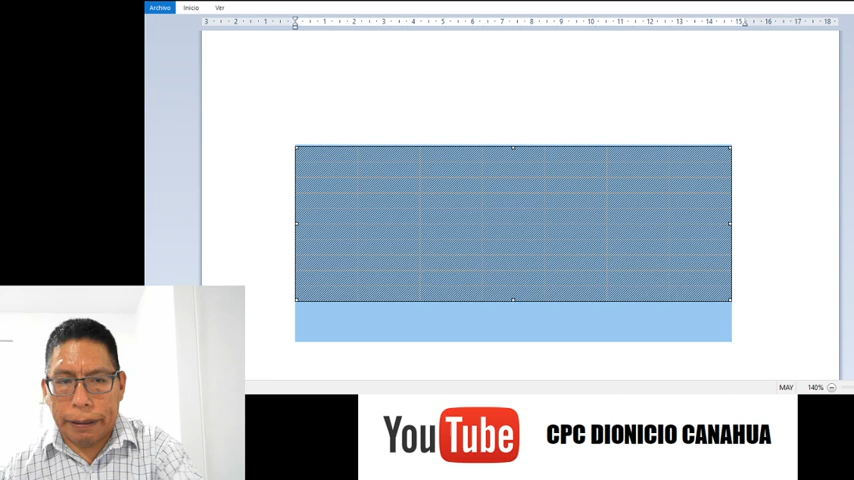 Archivo Inicio Ver
3 2 1 1 2 3 4 5 6 7 8 9 10 11 12 13 14 15 16 17 18
MAY 140%
YouTube CPC DIONICIO CANAHUA